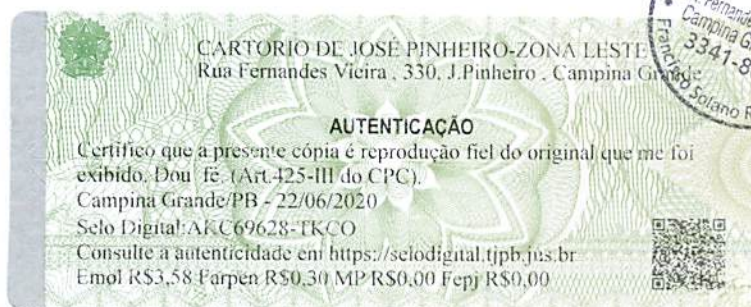 CARTORIO DE JOSÉ PINHEIRO-ZONA LESTE
Rua Fernandes Vieira , 330, J.Pinheiro , Campina Grande
AUTENTICAÇÃO
Certifico que a presente cópia é reprodução fiel do original que me foi
exibido, Dou fé. (Art.425-III do CPC).
Campina Grande/PB - 22/06/2020
Selo Digital:AKC69628-TKCO
Consulte a autenticidade em https://selodigital.tjpb.jus.br
Emol R$3,58 Farpen R$0,30 MP R$0,00 Fepj R$0,00
Campina G
3341-8
Francisco Solano R